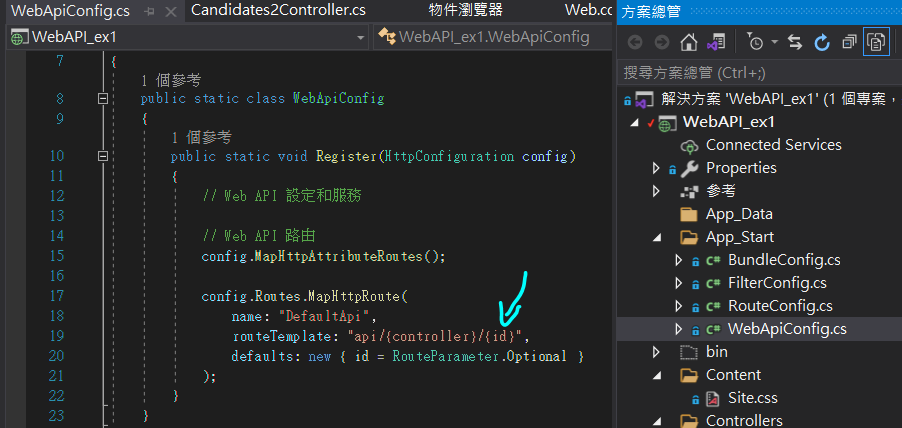 WebApiConfig.cs
Candidates2Controller.cs
物件瀏覽器
WebAPI_ex1
WebAPI_ex1.WebApiConfig
7 {
1 個參考
8 public static class WebApiConfig
9 {
1 個參考
10 public static void Register(HttpConfiguration config)
11 {
12 // Web API 設定和服務
13
14 // Web API 路由
15 config.MapHttpAttributeRoutes();
16
17 config.Routes.MapHttpRoute(
18 name: "DefaultApi",
19 routeTemplate: "api/{controller}/{id}",
20 defaults: new { id = RouteParameter.Optional }
21 );
22 }
23 }
方案總管
搜尋方案總管 (Ctrl+;)
解決方案 'WebAPI_ex1' (1 個專案，
WebAPI_ex1
Connected Services
Properties
參考
App_Data
App_Start
BundleConfig.cs
FilterConfig.cs
RouteConfig.cs
WebApiConfig.cs
bin
Content
Site.css
Controllers